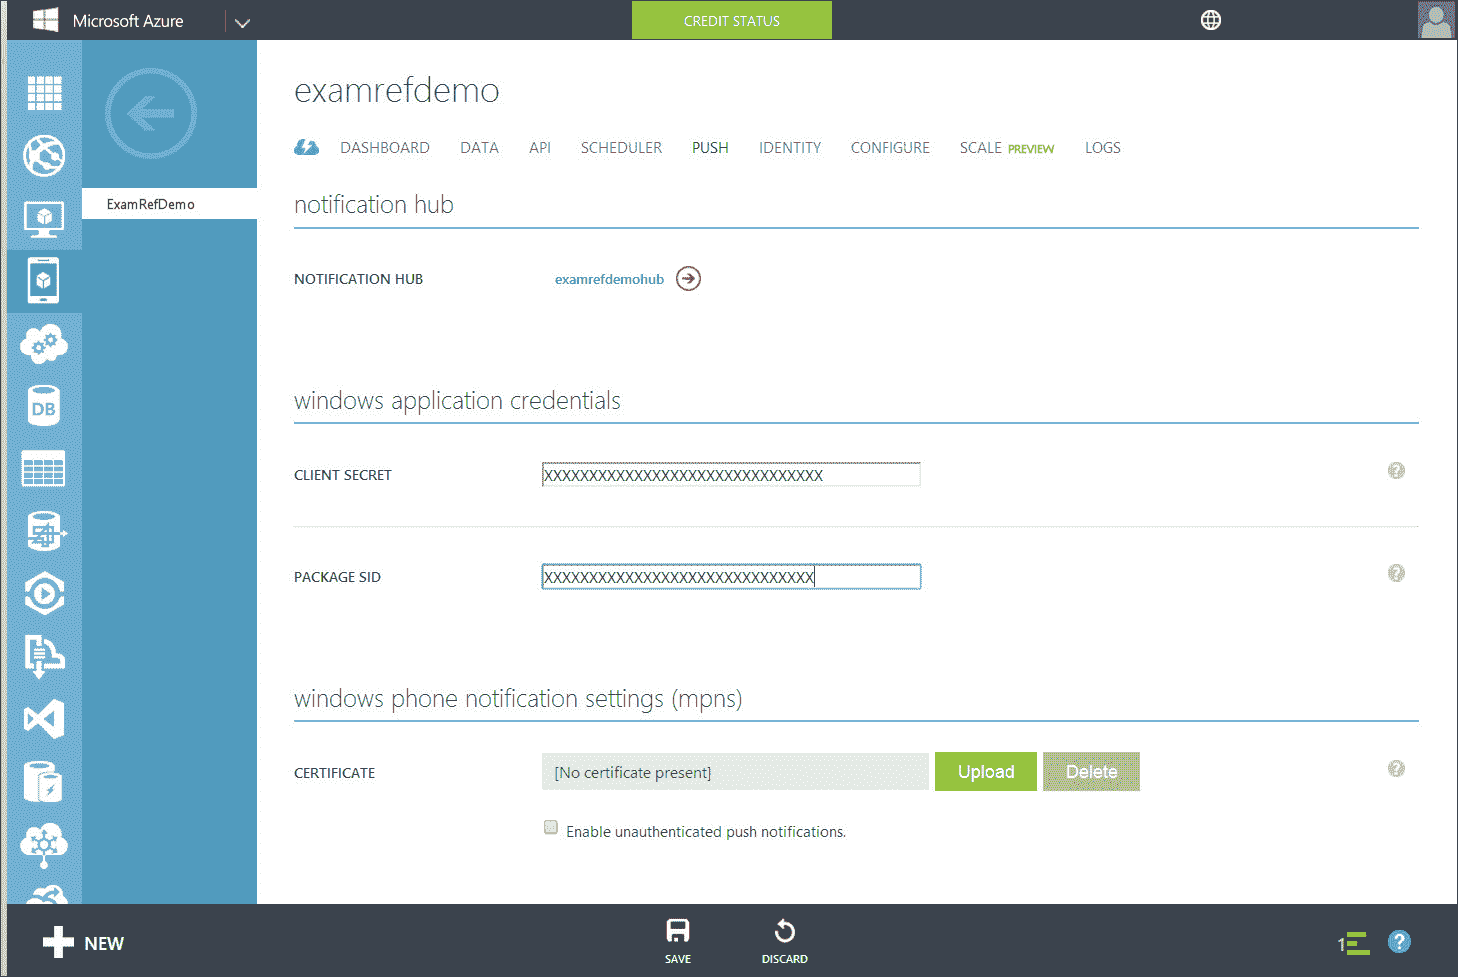 Microsoft Azure
CREDIT STATUS
examrefdemo
DASHBOARD DATA API SCHEDULER PUSH IDENTITY CONFIGURE SCALE PREVIEW LOGS
ExamRefDemo
notification hub
NOTIFICATION HUB examrefdemohub
windows application credentials
CLIENT SECRET XXXXXXXXXXXXXXXXXXXXXXXXXXXXXXX
DB
PACKAGE SID XXXXXXXXXXXXXXXXXXXXXXXXXXXXXX
windows phone notification settings (mpns)
CERTIFICATE [No certificate present] Upload Delete
Enable unauthenticated push notifications.
NEW
SAVE DISCARD
1